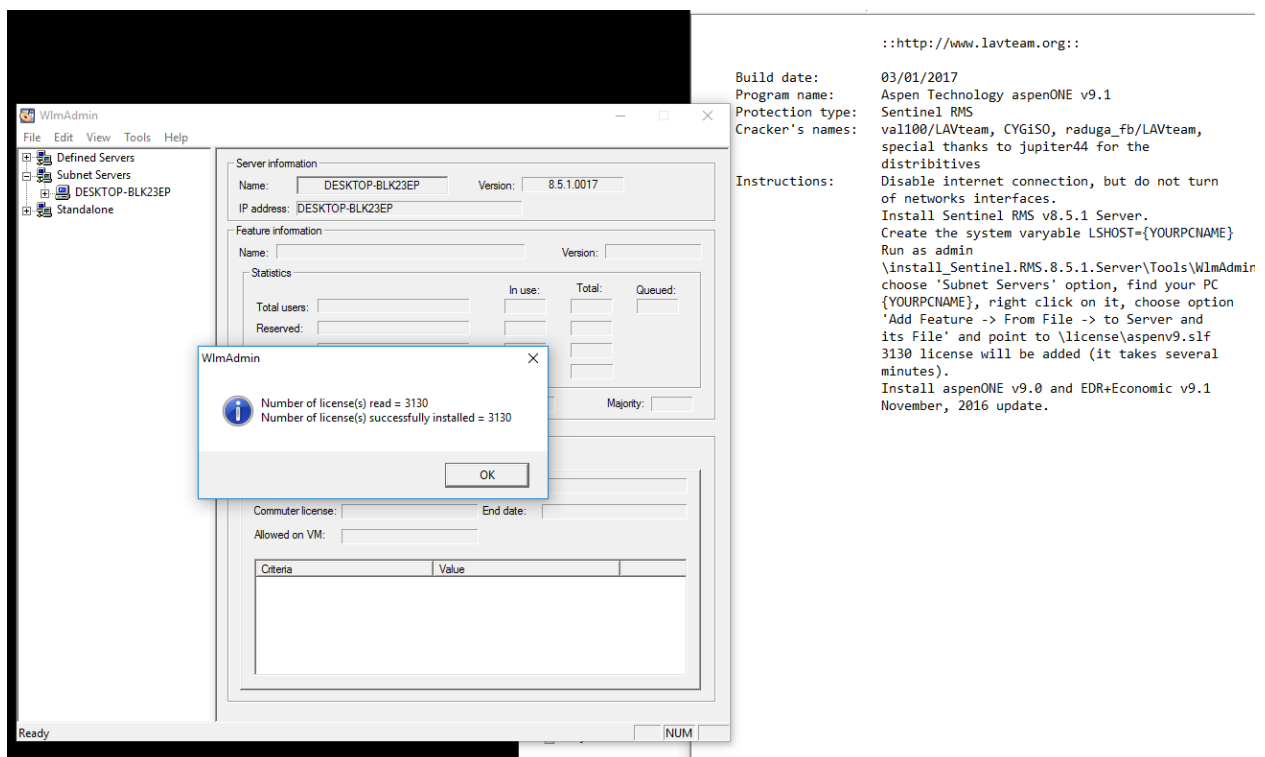 WlmAdmin
File Edit View Tools Help
Defined Servers
Subnet Servers
DESKTOP-BLK23EP
Standalone
Server information
Name: DESKTOP-BLK23EP Version: 8.5.1.0017
IP address: DESKTOP-BLK23EP
Feature information
Name: Version:
Statistics
In use: Total: Queued:
Total users:
Reserved:
Majority:
WlmAdmin
Number of license(s) read = 3130
Number of license(s) successfully installed = 3130
OK
Commuter license: End date:
Allowed on VM:
Criteria Value
Ready NUM
::http://www.lavteam.org::
Build date: 03/01/2017
Program name: Aspen Technology aspenONE v9.1
Protection type: Sentinel RMS
Cracker's names: val100/LAVteam, CYGiSO, raduga_fb/LAVteam,
special thanks to jupiter44 for the
distribitives
Instructions: Disable internet connection, but do not turn
of networks interfaces.
Install Sentinel RMS v8.5.1 Server.
Create the system varyable LSHOST={YOURPCNAME}
Run as admin
\install_Sentinel.RMS.8.5.1.Server\Tools\WlmAdmin
choose 'Subnet Servers' option, find your PC
{YOURPCNAME}, right click on it, choose option
'Add Feature -> From File -> to Server and
its File' and point to \license\aspenv9.slf
3130 license will be added (it takes several
minutes).
Install aspenONE v9.0 and EDR+Economic v9.1
November, 2016 update.